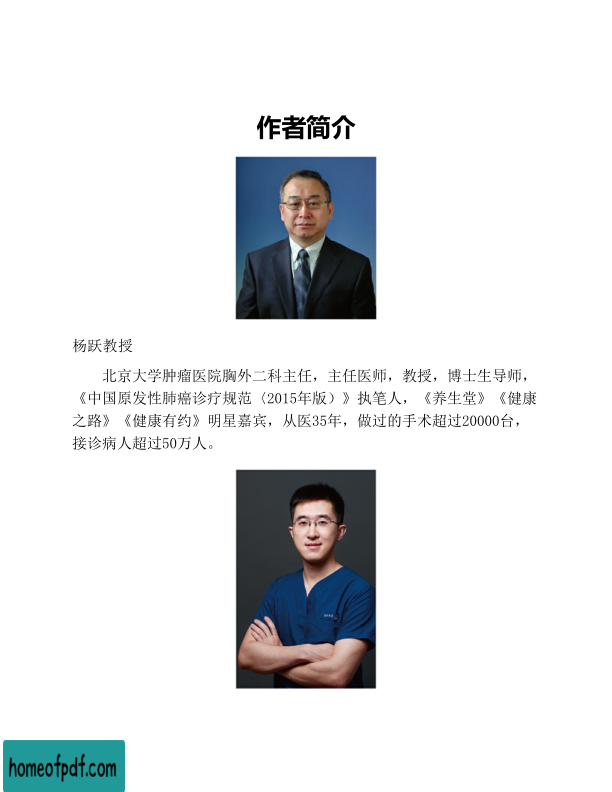 作者简介
杨跃教授
北京大学肿瘤医院胸外二科主任，主任医师，教授，博士生导师，
《中国原发性肺癌诊疗规范（2015年版）》执笔人，《养生堂》《健康
之路》《健康有约》明星嘉宾，从医35年，做过的手术超过20000台，
接诊病人超过50万人。
homeofpdf.com